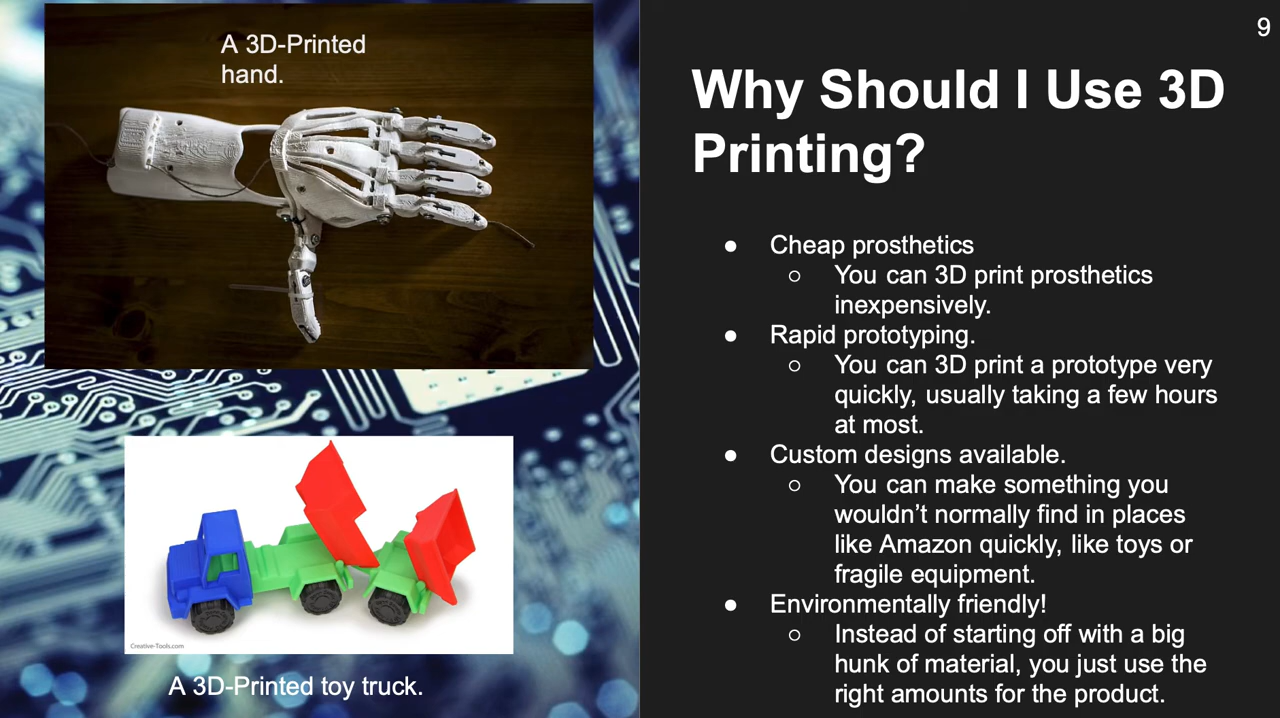 A 3D-Printed
hand.
Creative-Tools.com
A 3D-Printed toy truck.
9
Why Should I Use 3D
Printing?
● Cheap prosthetics
○ You can 3D print prosthetics
inexpensively.
● Rapid prototyping.
○ You can 3D print a prototype very
quickly, usually taking a few hours
at most.
● Custom designs available.
○ You can make something you
wouldn’t normally find in places
like Amazon quickly, like toys or
fragile equipment.
● Environmentally friendly!
○ Instead of starting off with a big
hunk of material, you just use the
right amounts for the product.